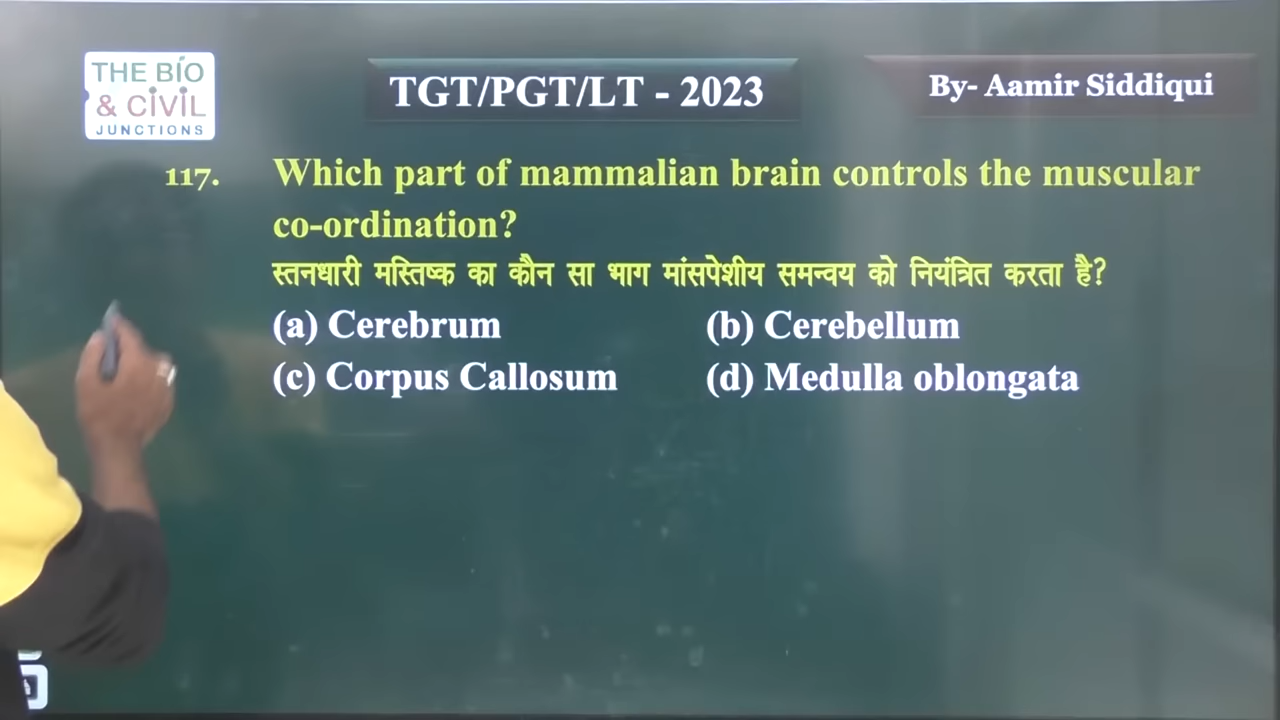 THE BIO
& CIVIL
JUNCTIONS
TGT/PGT/LT - 2023
By- Aamir Siddiqui
117. Which part of mammalian brain controls the muscular
co-ordination?
स्तनधारी मस्तिष्क का कौन सा भाग मांसपेशीय समन्वय को नियंत्रित करता है?
(a) Cerebrum (b) Cerebellum
(c) Corpus Callosum (d) Medulla oblongata